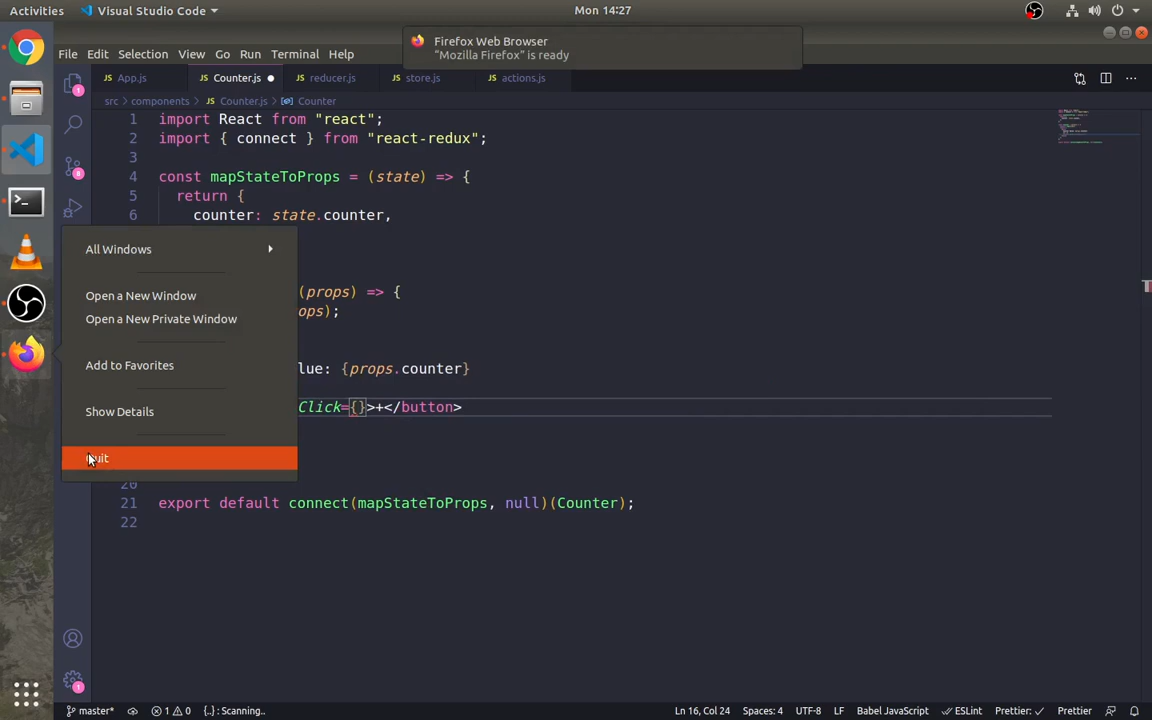 Activities
Visual Studio Code
Mon 14:27
Firefox Web Browser
"Mozilla Firefox" is ready
File Edit Selection View Go Run Terminal Help
App.js Counter.js reducer.js store.js actions.js
src components Counter.js Counter
1 import React from "react";
2 import { connect } from "react-redux";
3
4 const mapStateToProps = (state) => {
5 return {
6 counter: state.counter,
(props) => {
ops);
lue: {props.counter}
Click={}>+</button>
20
21 export default connect(mapStateToProps, null)(Counter);
22
All Windows
Open a New Window
Open a New Private Window
Add to Favorites
Show Details
Quit
1
8
1
master* 1 0 {..}: Scanning.. Ln 16, Col 24 Spaces: 4 UTF-8 LF Babel JavaScript ESLint Prettier: Prettier